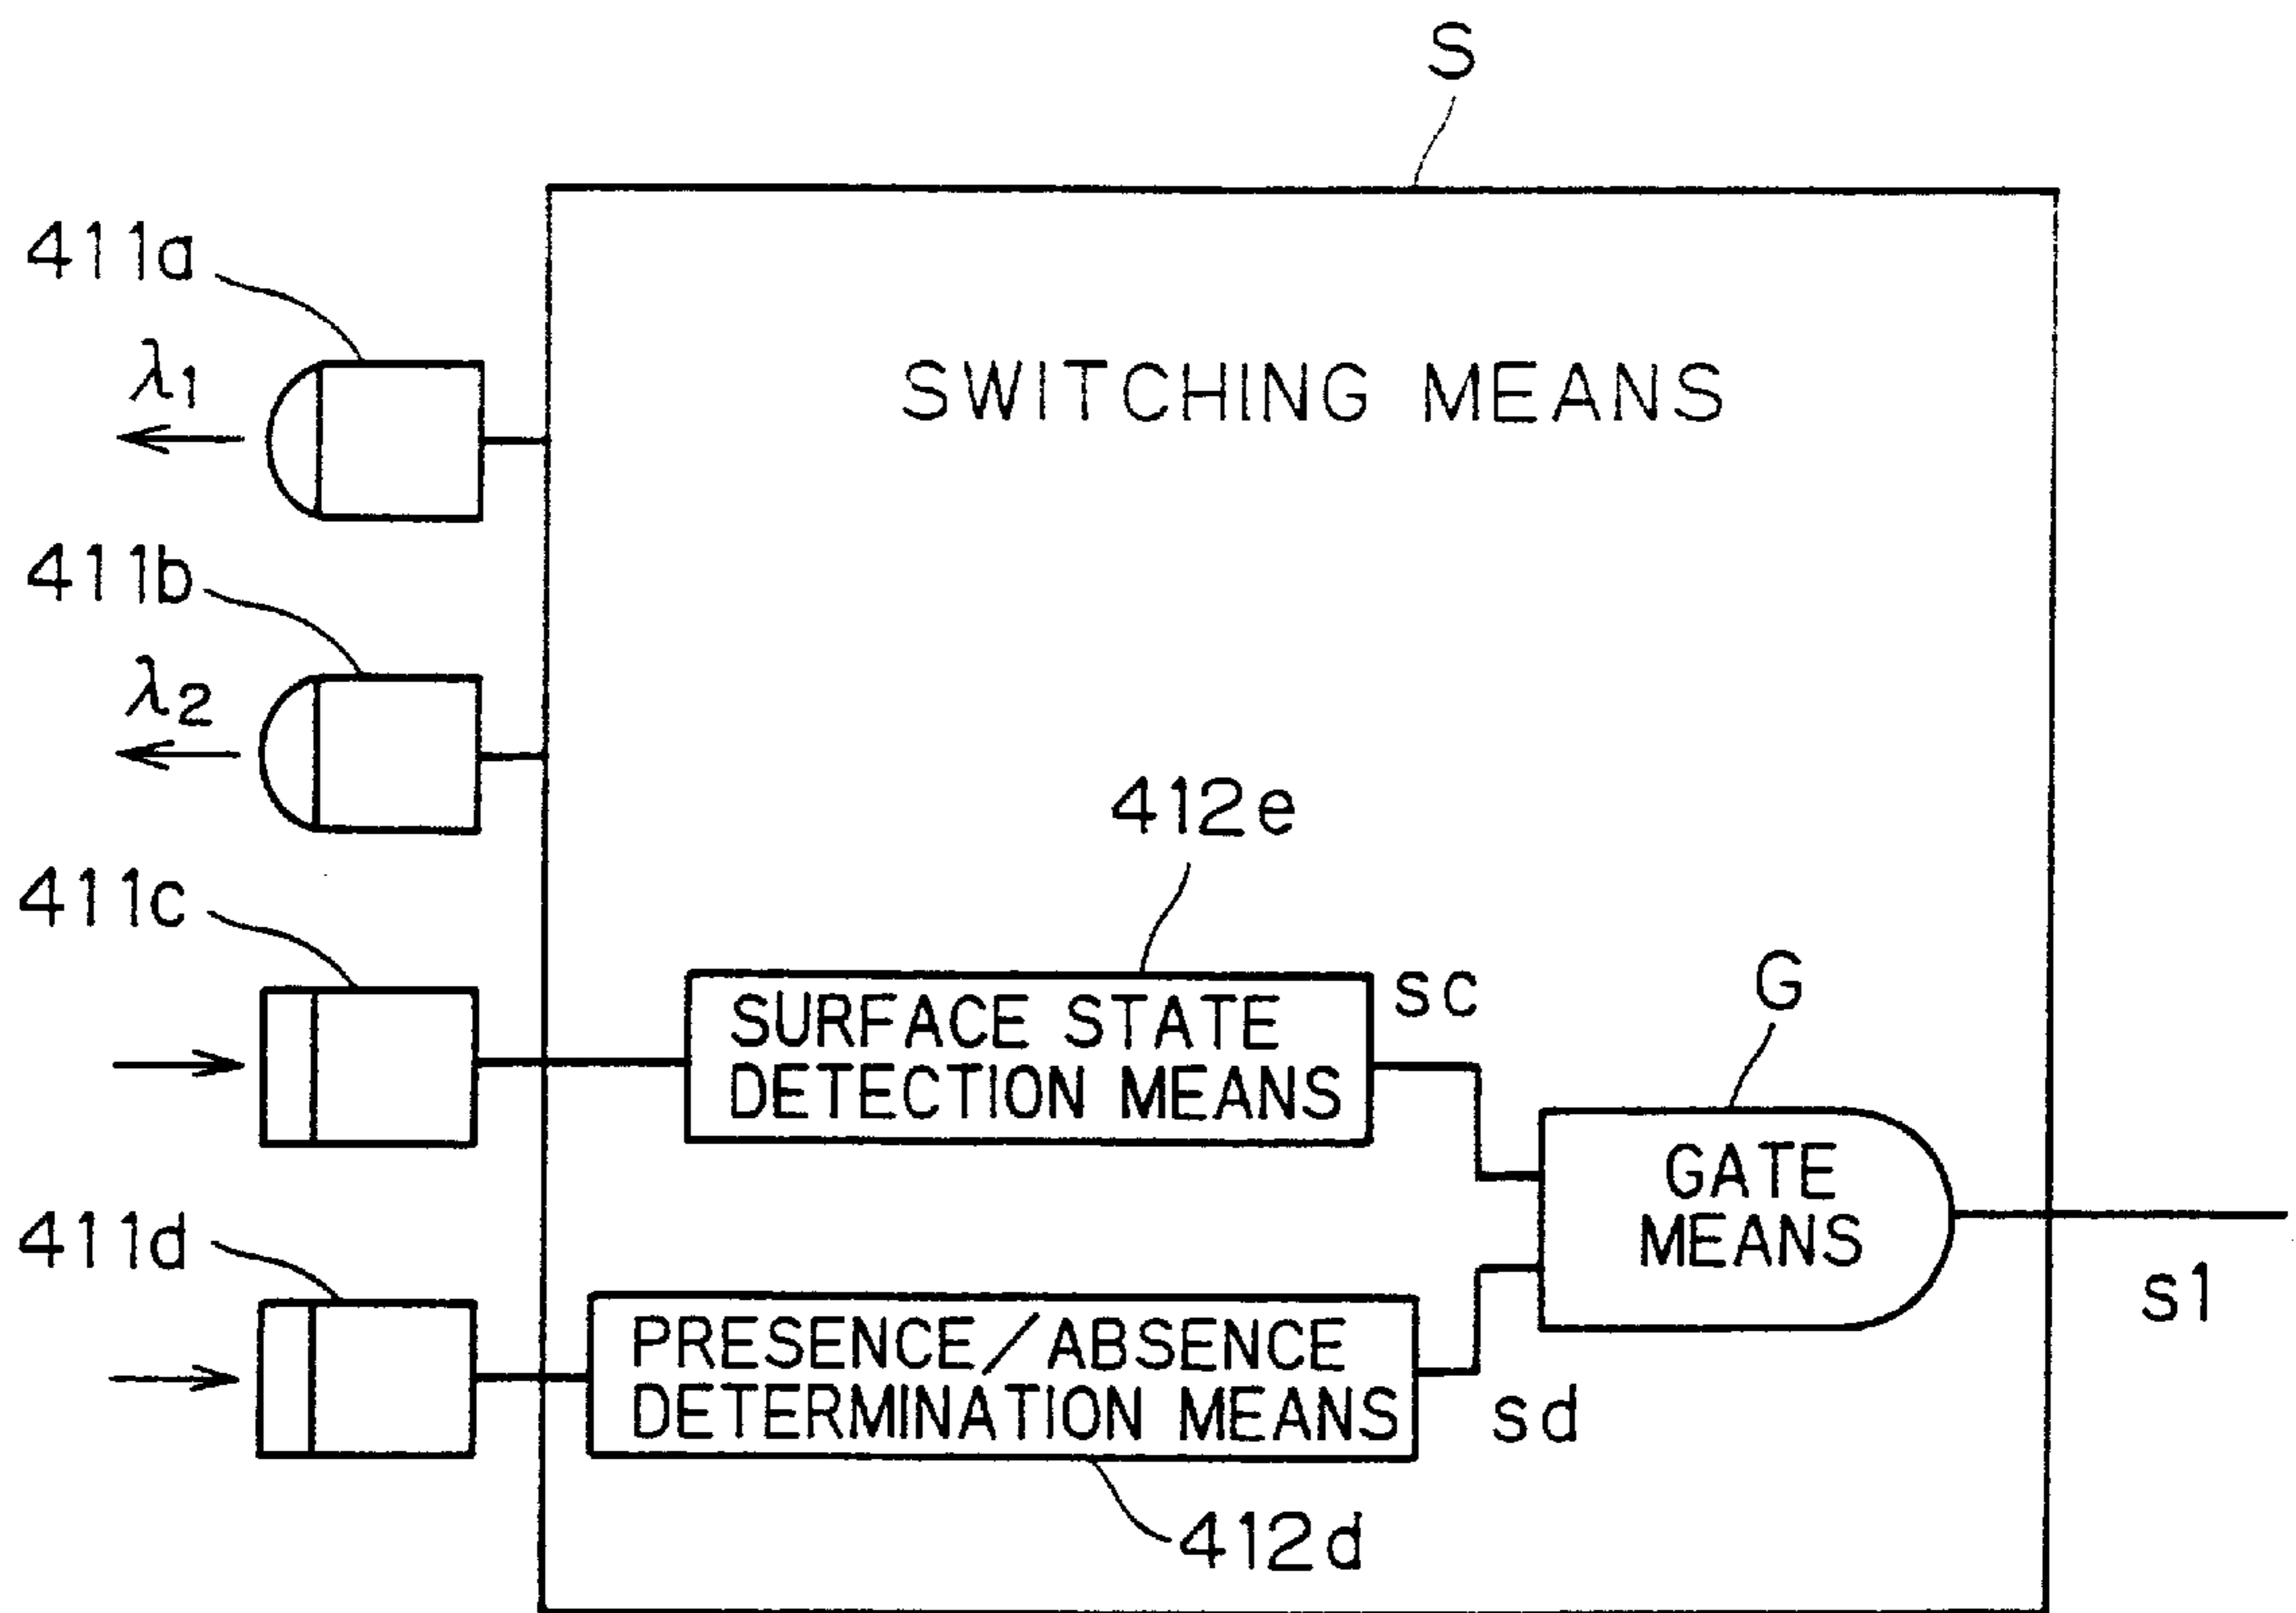 S
411a
SWITCHING MEANS
λ1
411b
λ2
412e
411c
sc
G
SURFACE STATE
DETECTION MEANS
GATE
MEANS
411d
s1
PRESENCE/ABSENCE
DETERMINATION MEANS
sd
412d